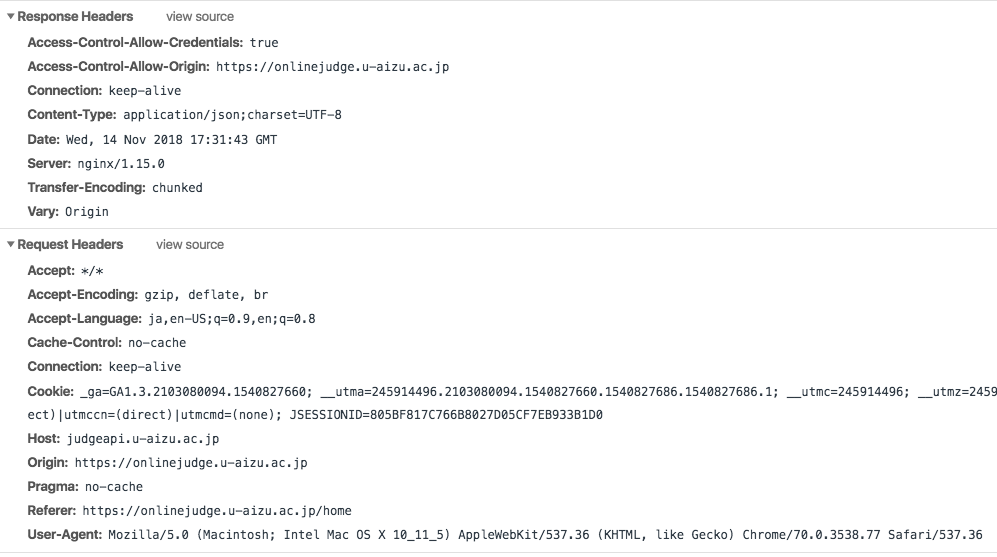 Response Headers view source
Access-Control-Allow-Credentials: true
Access-Control-Allow-Origin: https://onlinejudge.u-aizu.ac.jp
Connection: keep-alive
Content-Type: application/json;charset=UTF-8
Date: Wed, 14 Nov 2018 17:31:43 GMT
Server: nginx/1.15.0
Transfer-Encoding: chunked
Vary: Origin
Request Headers view source
Accept: */*
Accept-Encoding: gzip, deflate, br
Accept-Language: ja,en-US;q=0.9,en;q=0.8
Cache-Control: no-cache
Connection: keep-alive
Cookie: _ga=GA1.3.2103080094.1540827660; __utma=245914496.2103080094.1540827660.1540827686.1540827686.1; __utmc=245914496; __utmz=2459
ect)|utmccn=(direct)|utmcmd=(none); JSESSIONID=805BF817C766B8027D05CF7EB933B1D0
Host: judgeapi.u-aizu.ac.jp
Origin: https://onlinejudge.u-aizu.ac.jp
Pragma: no-cache
Referer: https://onlinejudge.u-aizu.ac.jp/home
User-Agent: Mozilla/5.0 (Macintosh; Intel Mac OS X 10_11_5) AppleWebKit/537.36 (KHTML, like Gecko) Chrome/70.0.3538.77 Safari/537.36